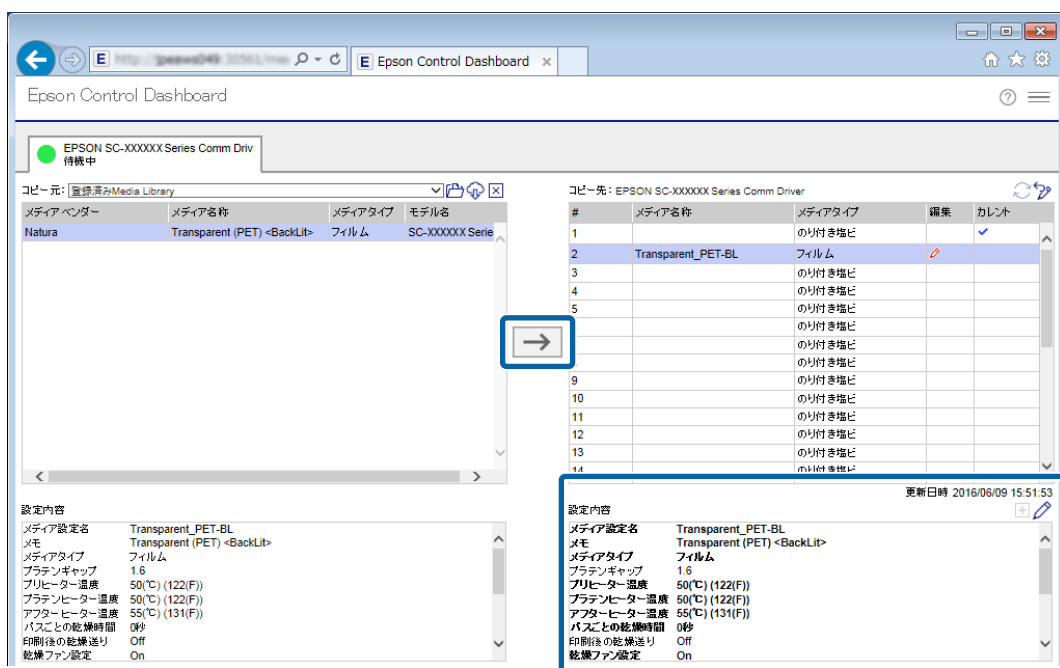 E Epson Control Dashboard ×
Epson Control Dashboard
EPSON SC-XXXXXX Series Comm Driv
待機中
コピー元: 登録済みMedia Library
メディアベンダー メディア名称 メディアタイプ モデル名
Natura Transparent (PET) <BackLit> フィルム SC-XXXXXX Serie
コピー先: EPSON SC-XXXXXX Series Comm Driver
# メディア名称 メディアタイプ 編集 カレント
1 のり付き塩ビ
2 Transparent_PET-BL フィルム
3 のり付き塩ビ
4 のり付き塩ビ
5 のり付き塩ビ
のり付き塩ビ
のり付き塩ビ
のり付き塩ビ
9 のり付き塩ビ
10 のり付き塩ビ
11 のり付き塩ビ
12 のり付き塩ビ
13 のり付き塩ビ
14 のり付き塩ビ
設定内容
メディア設定名 Transparent_PET-BL
メモ Transparent (PET) <BackLit>
メディアタイプ フィルム
プラテンギャップ 1.6
プリヒーター温度 50(℃) (122(F))
プラテンヒーター温度 50(℃) (122(F))
アフターヒーター温度 55(℃) (131(F))
パスごとの乾燥時間 0秒
印刷後の乾燥送り Off
乾燥ファン設定 On
更新日時 2016/06/09 15:51:53
設定内容
メディア設定名 Transparent_PET-BL
メモ Transparent (PET) <BackLit>
メディアタイプ フィルム
プラテンギャップ 1.6
プリヒーター温度 50(℃) (122(F))
プラテンヒーター温度 50(℃) (122(F))
アフターヒーター温度 55(℃) (131(F))
パスごとの乾燥時間 0秒
印刷後の乾燥送り Off
乾燥ファン設定 On